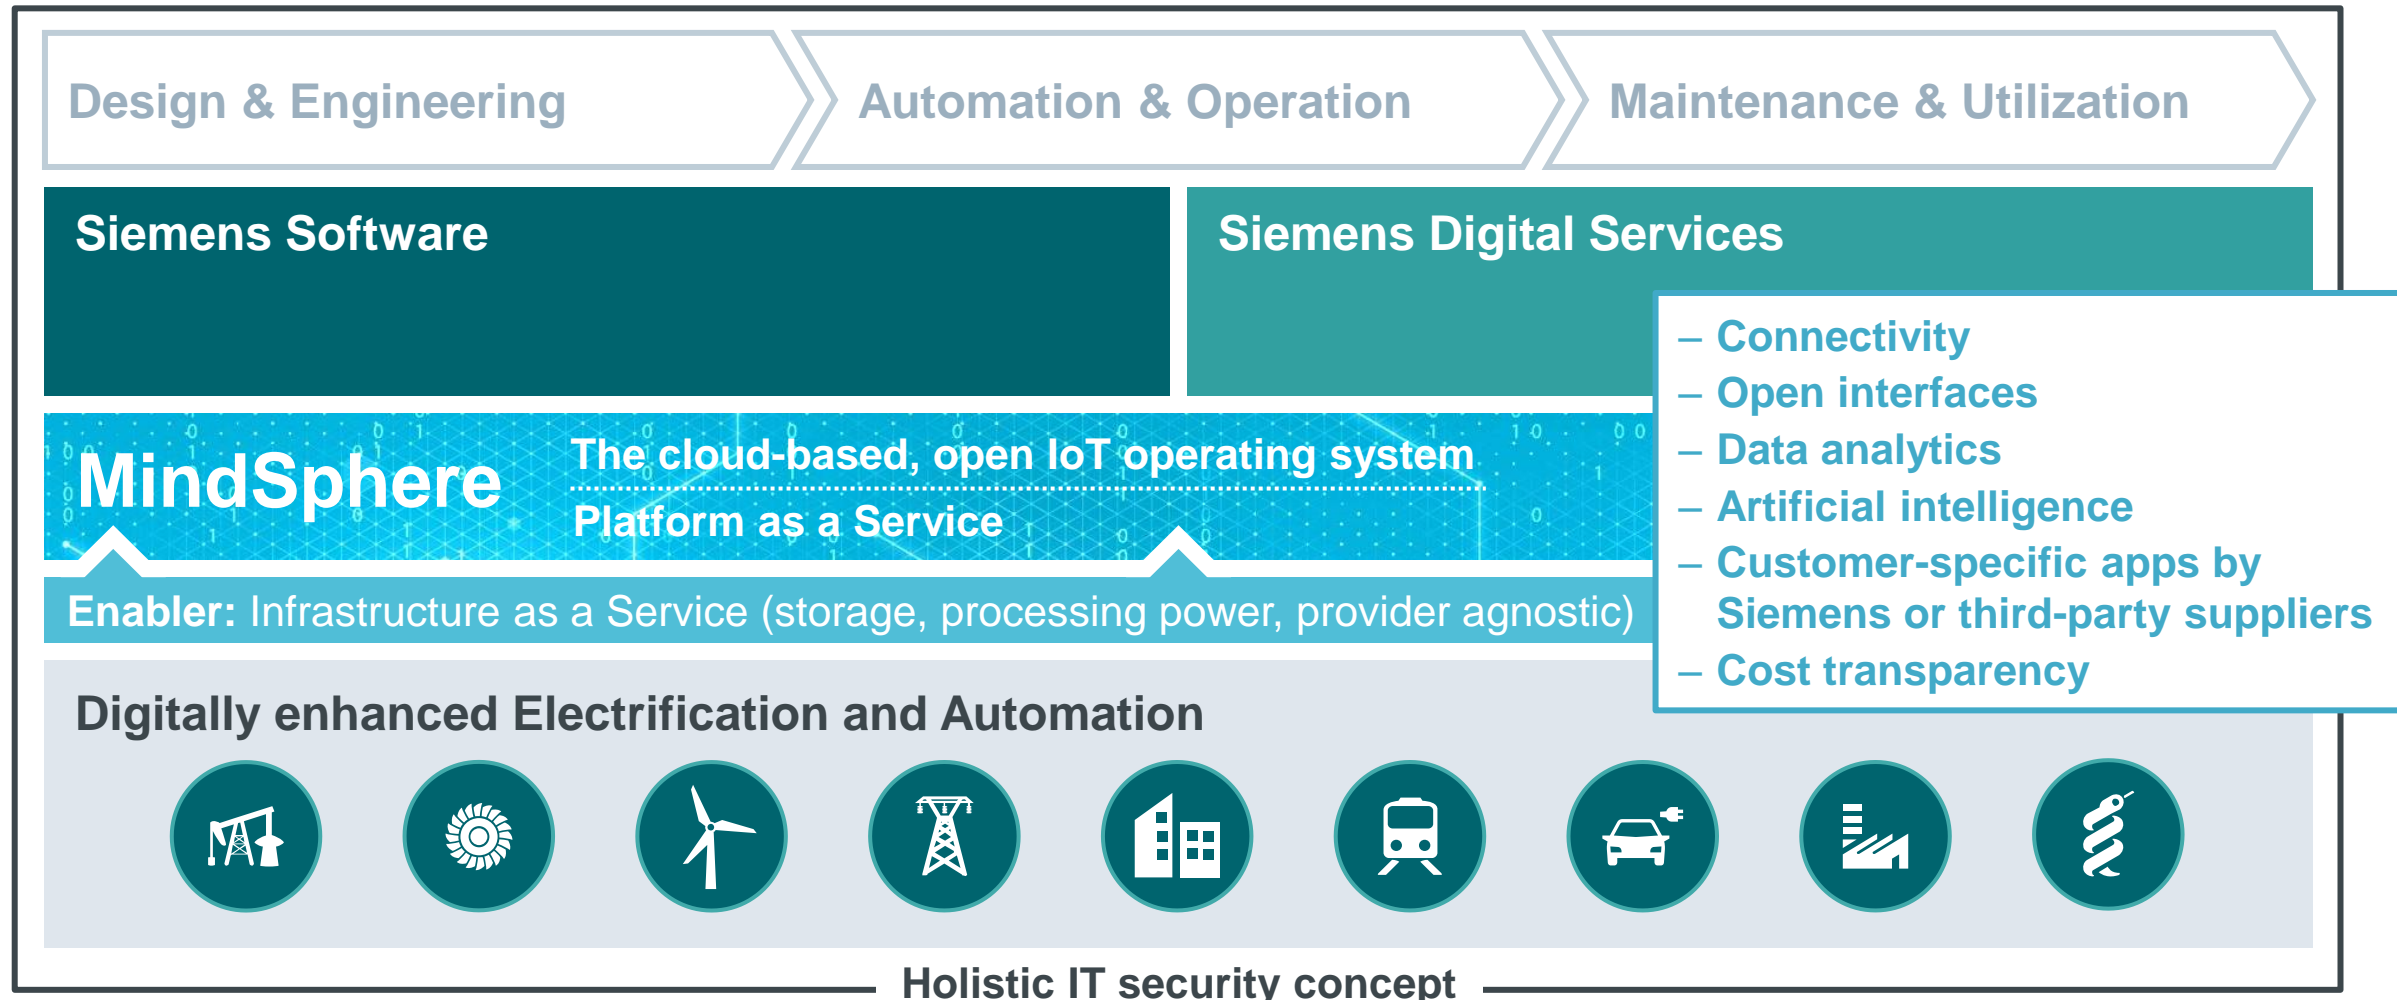 Design & Engineering
Automation & Operation
Maintenance & Utilization
Siemens Software
Siemens Digital Services
– Connectivity
– Open interfaces
– Data analytics
– Artificial intelligence
– Customer-specific apps by
Siemens or third-party suppliers
– Cost transparency
MindSphere
The cloud-based, open IoT operating system
Platform as a Service
Enabler: Infrastructure as a Service (storage, processing power, provider agnostic)
Digitally enhanced Electrification and Automation
Holistic IT security concept